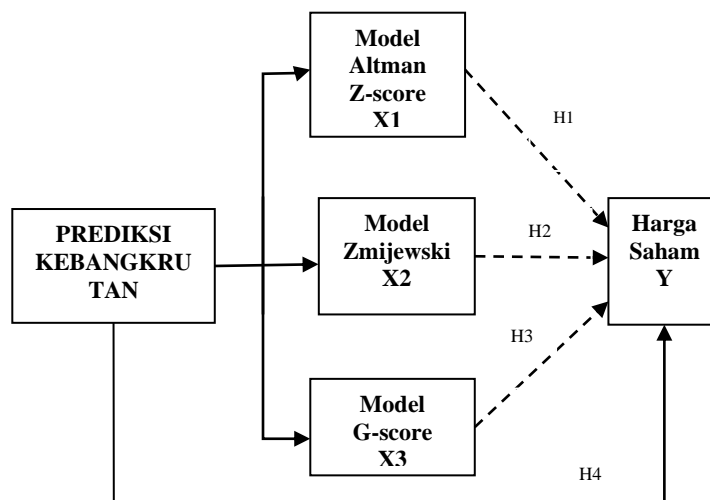 Model
Altman
Z-score
X1
H1
PREDIKSI
KEBANGKRU
TAN
Model
Zmijewski
X2
H2
Harga
Saham
Y
H3
Model
G-score
X3
H4